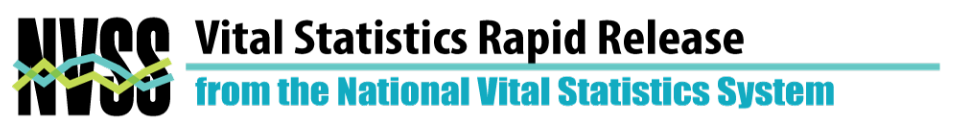 NVSS
Vital Statistics Rapid Release
from the National Vital Statistics System